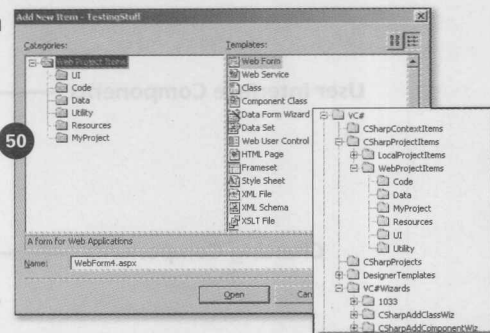 Add New Item - TestingStuff
Categories:
Web Project Items
UI
Code
Data
Utility
Resources
MyProject
Templates:
Web Form
Web Service
Class
Component Class
Data Form Wizard
Data Set
Web User Control
HTML Page
Frameset
Style Sheet
XML File
XML Schema
XSLT File
A form for Web Applications
Name:
WebForm4.aspx
Open
Can
50
VC#
CSharpContextItems
CSharpProjectItems
LocalProjectItems
WebProjectItems
Code
Data
MyProject
Resources
UI
Utility
CSharpProjects
DesignerTemplates
VC#Wizards
1033
CSharpAddClassWiz
CSharpAddComponentWiz